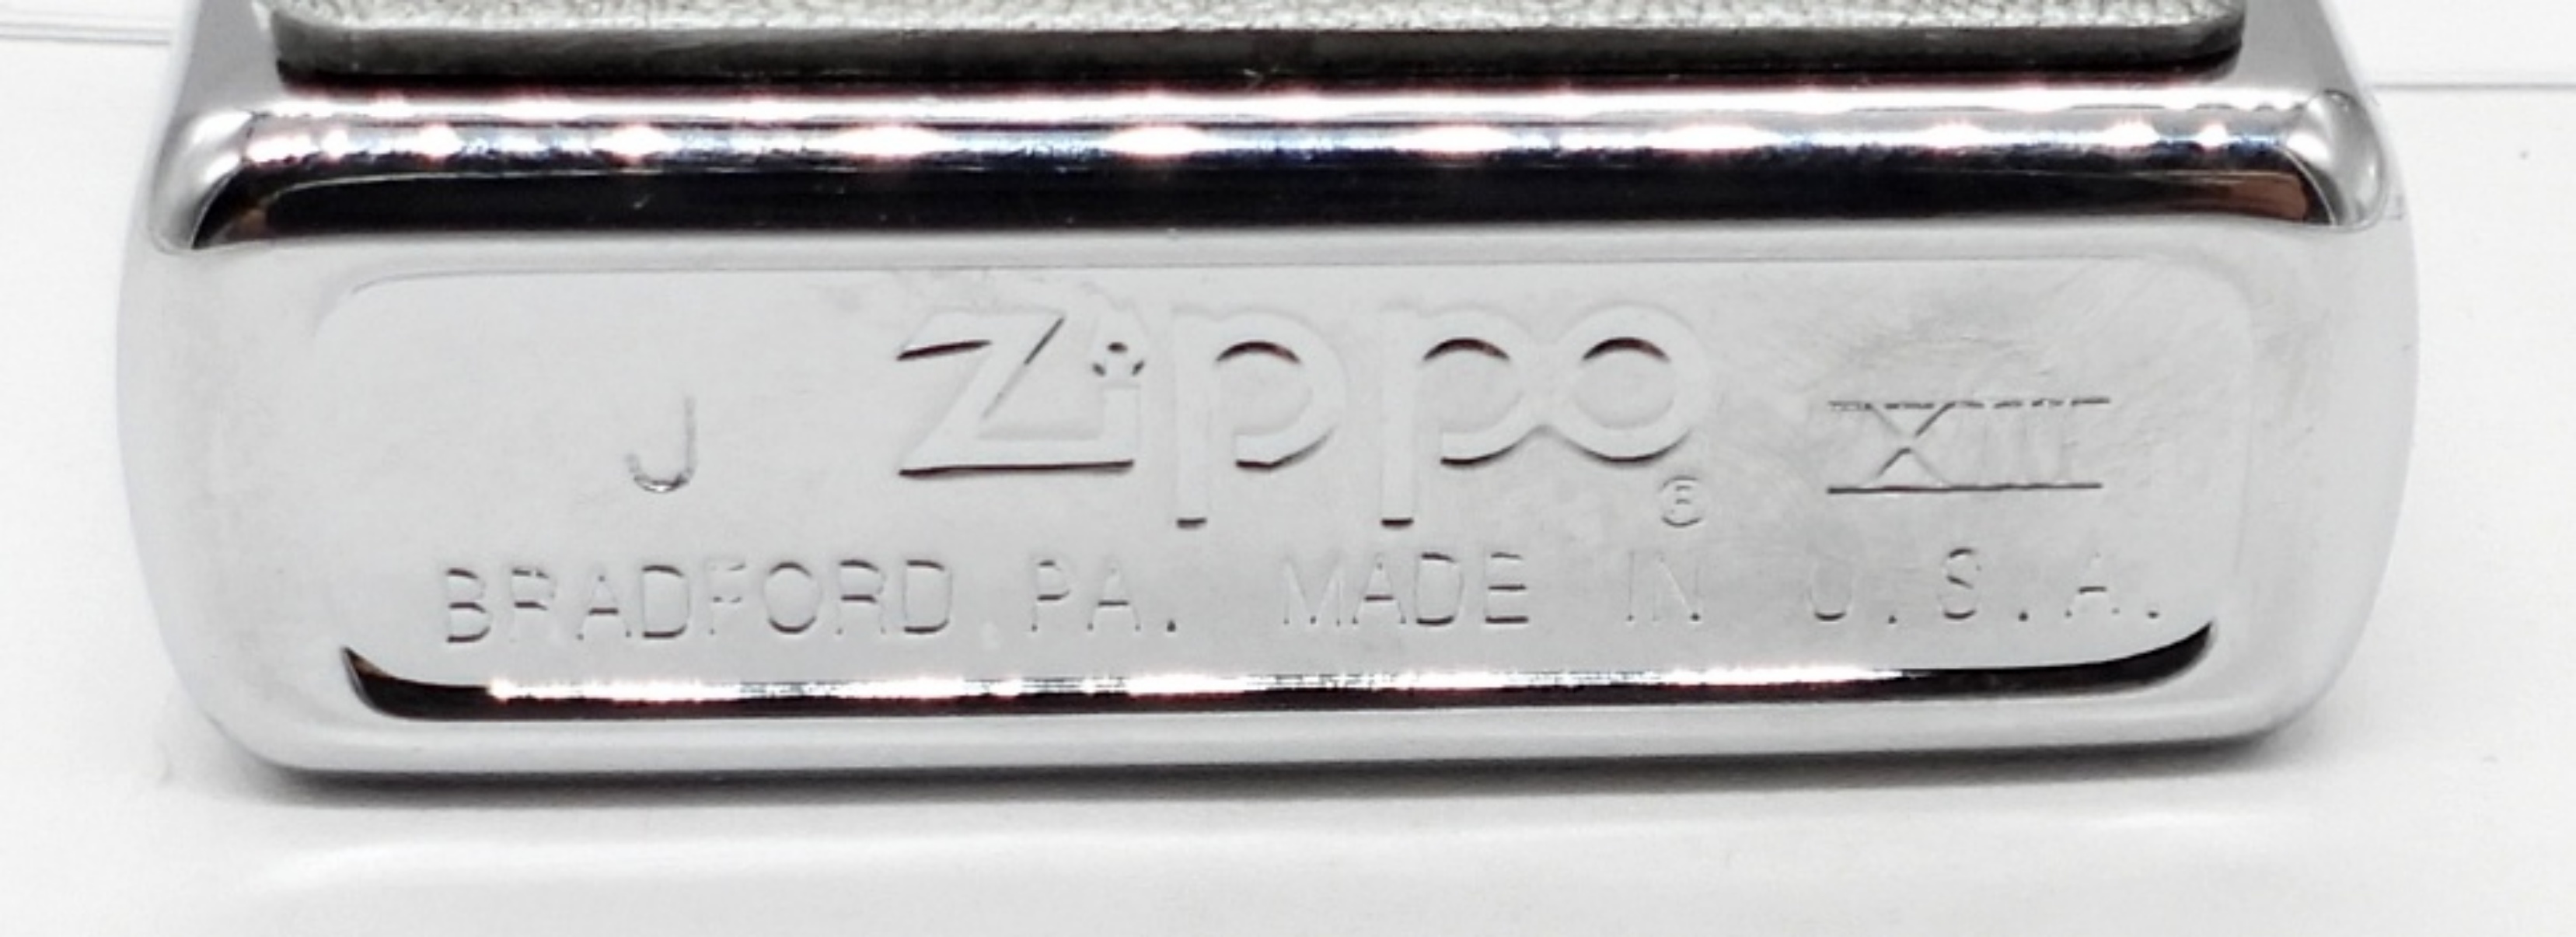 J Zippo® XIII
BRADFORD PA. MADE IN U.S.A.